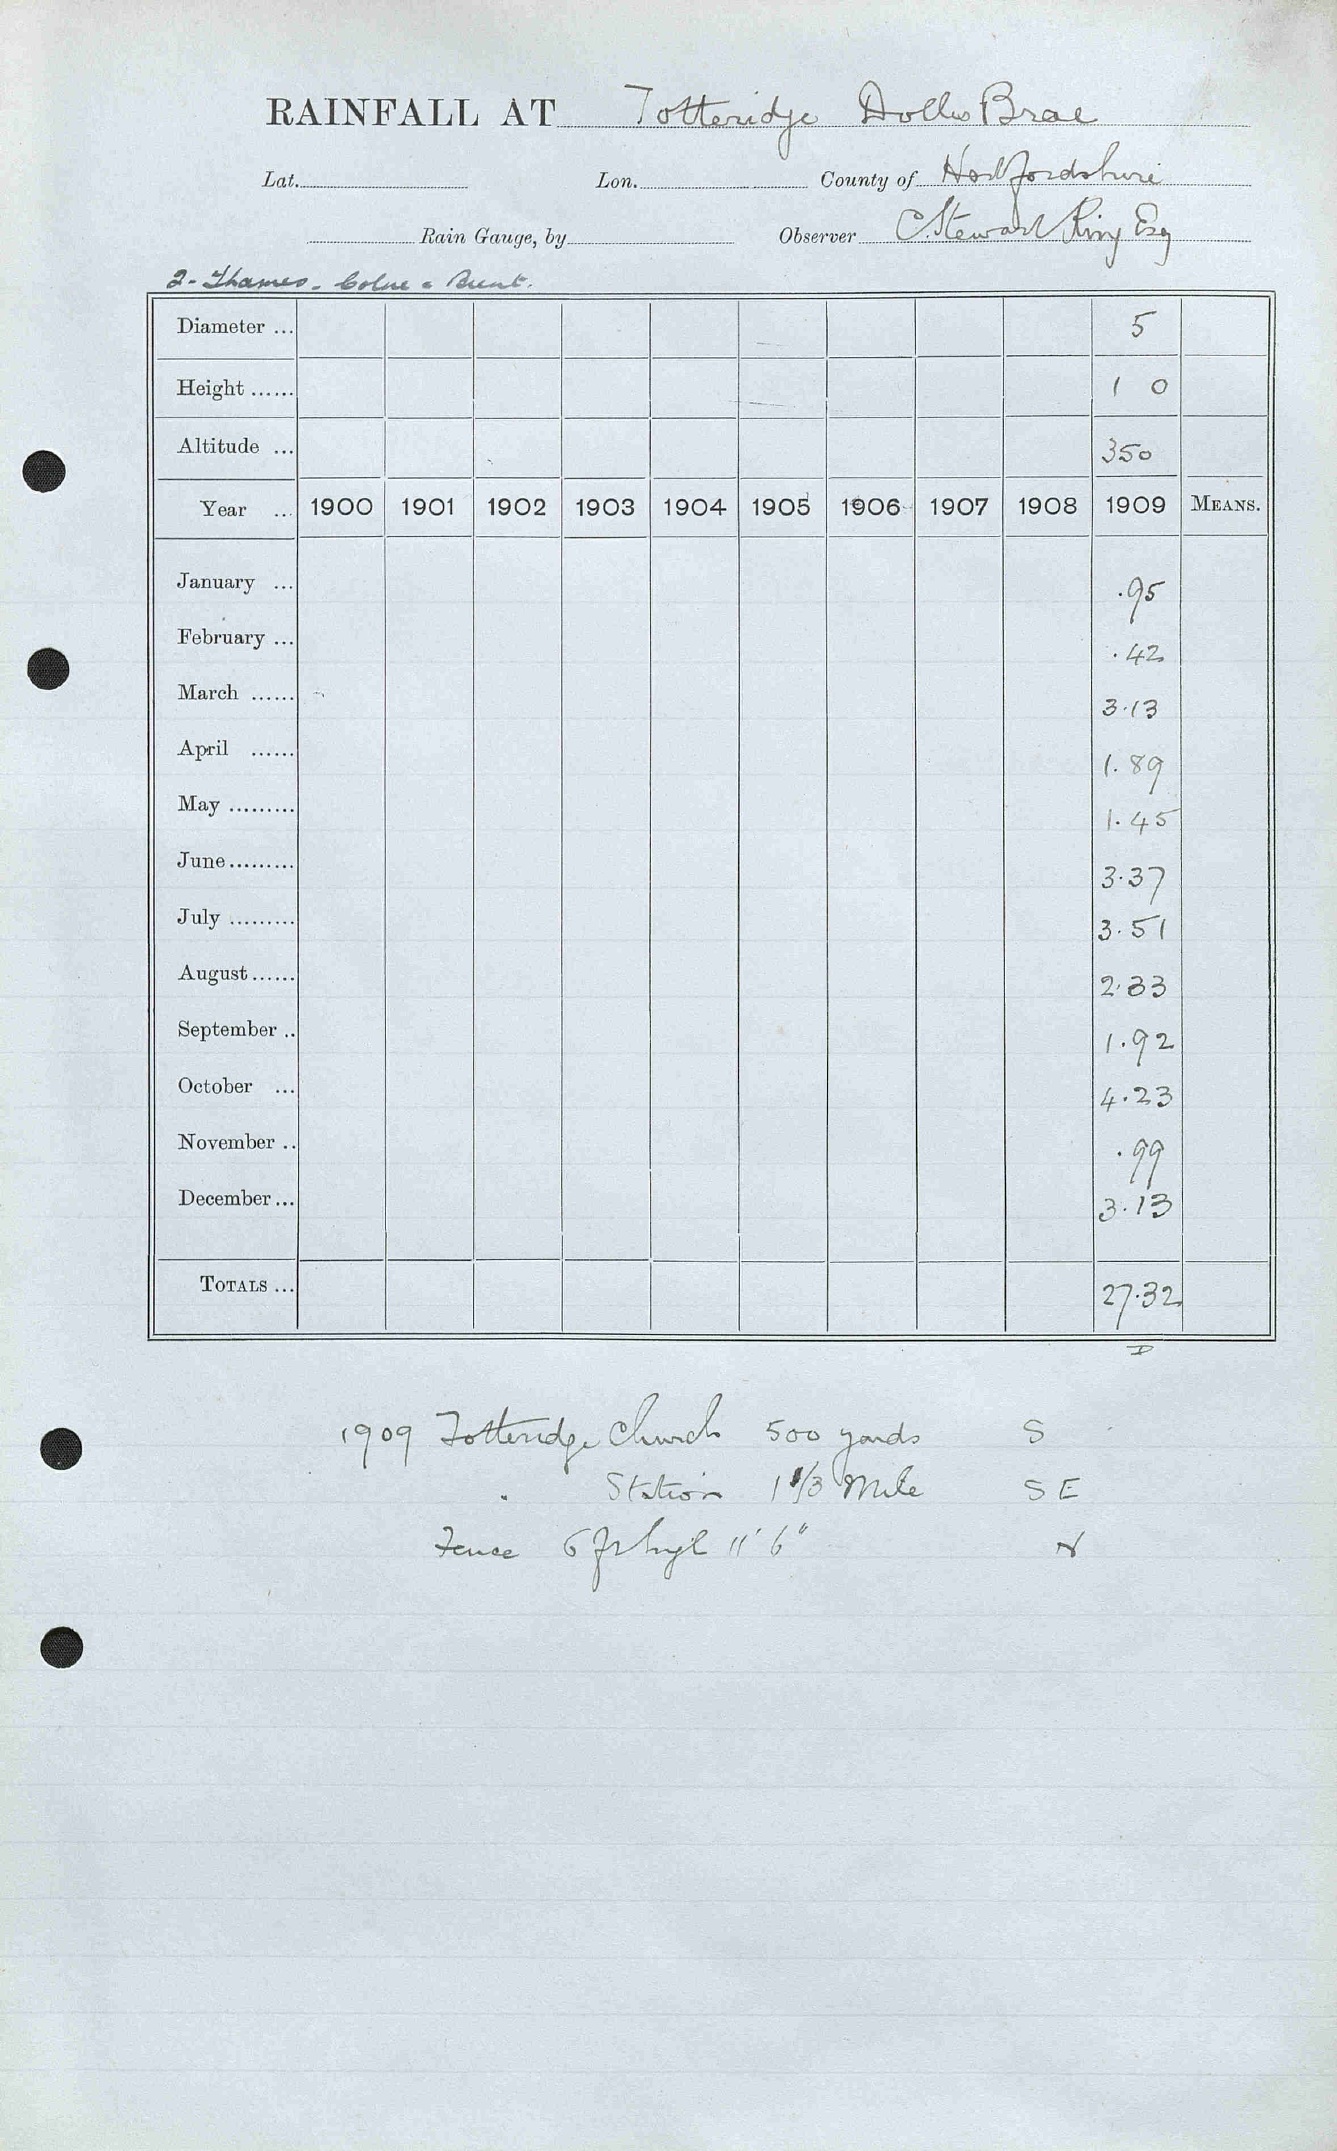 RAINFALL AT Totteridge Dollis Brae
Lat. Lon. County of Hertfordshire
Rain Gauge, by Observer C. Stewart King Esq
2 - Thames - Colne & Brent.
Diameter ... 5
Height ...... 1 0
Altitude ... 350
Year ... 1900 1901 1902 1903 1904 1905 1906 1907 1908 1909 MEANS.
January ... .95
February ... .42
March ...... 3.13
April ...... 1.89
May ......... 1.45
June ......... 3.37
July ......... 3.51
August ...... 2.33
September .. 1.92
October ... 4.23
November .. .99
December ... 3.13
TOTALS ... 27.32
D
1909 Totteridge Church 500 yards S
" Station 1 1/3 Mile S E
Fence 6 ft high 11' 6" N